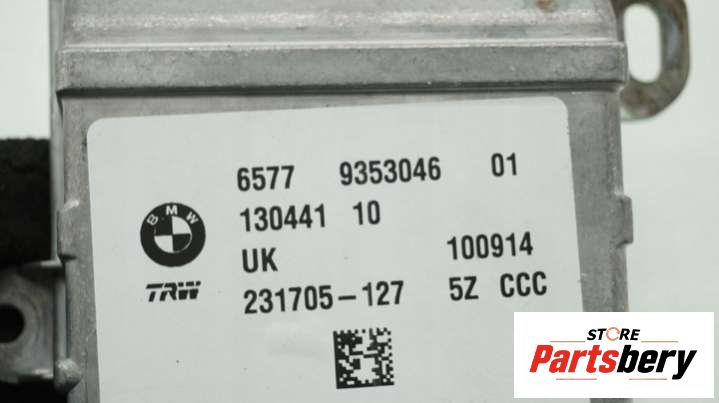 6577 9353046 01
130441 10
BMW
UK 100914
TRW
231705-127 5Z CCC
STORE
Partsbery